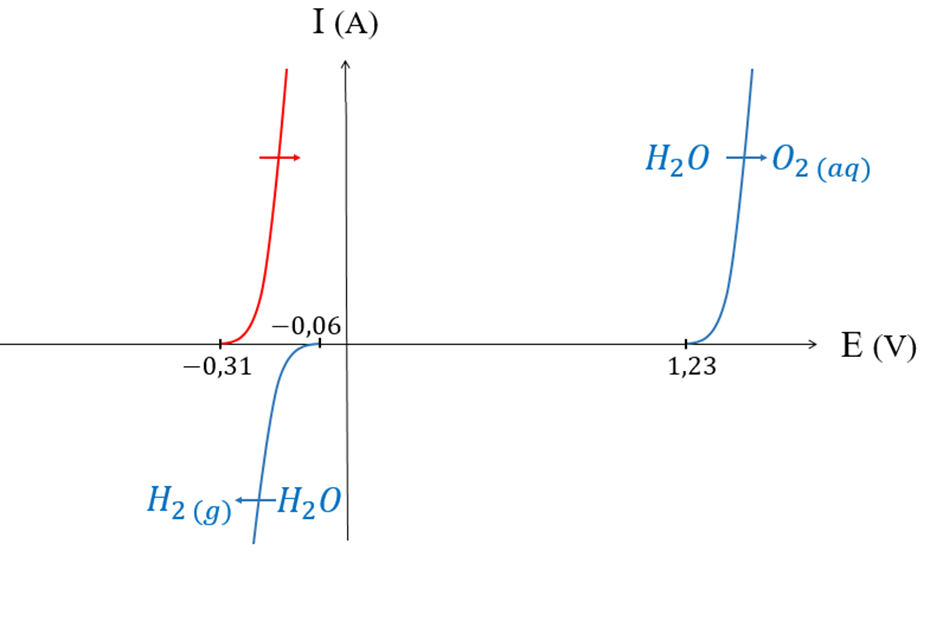 I (A)
H₂O
O₂ (aq)
−0,06
E (V)
−0,31
1,23
H₂ (g)
H₂O